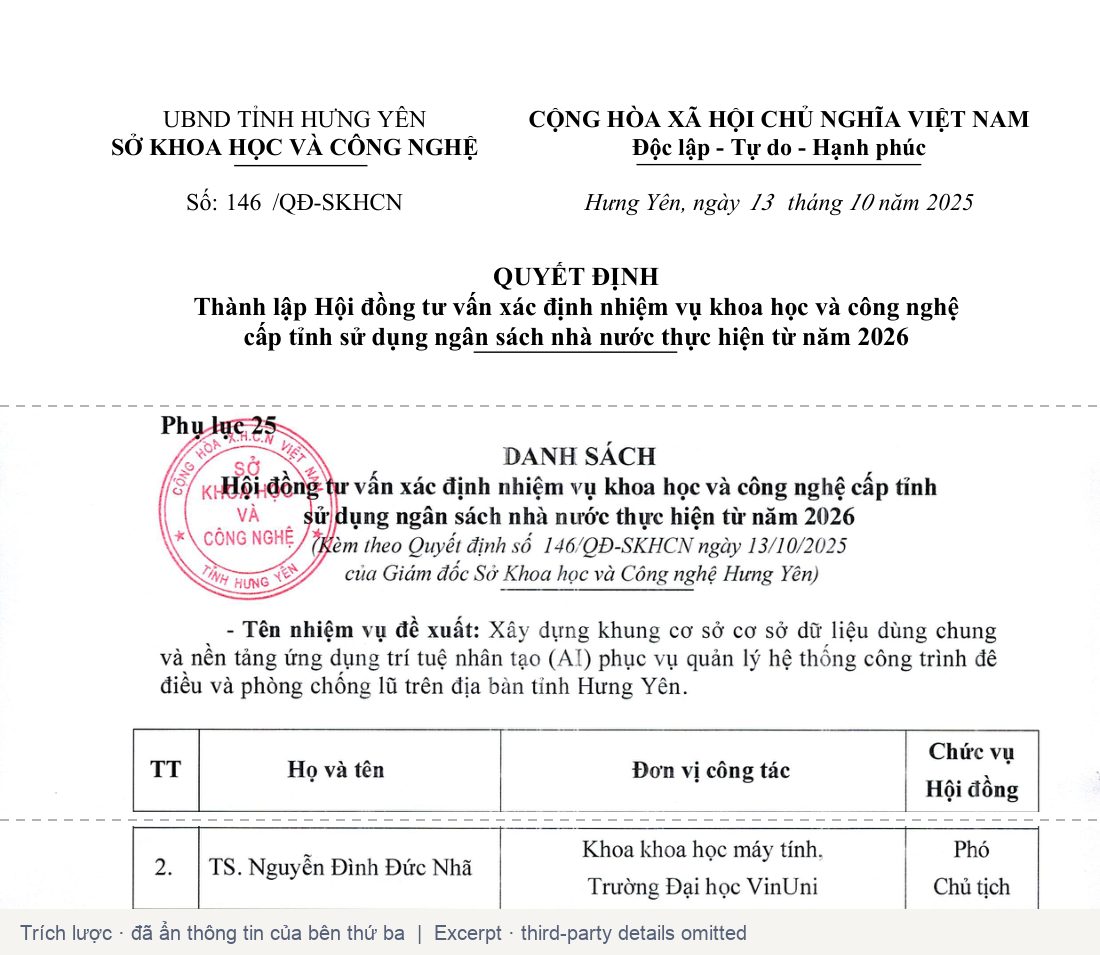 UBND TỈNH HƯNG YÊN
SỞ KHOA HỌC VÀ CÔNG NGHỆ
CỘNG HÒA XÃ HỘI CHỦ NGHĨA VIỆT NAM
Độc lập - Tự do - Hạnh phúc
Số: 146 /QĐ-SKHCN
Hưng Yên, ngày 13 tháng 10 năm 2025
QUYẾT ĐỊNH
Thành lập Hội đồng tư vấn xác định nhiệm vụ khoa học và công nghệ
cấp tỉnh sử dụng ngân sách nhà nước thực hiện từ năm 2026
Phụ lục 25
CỘNG HÒA X.H.C.N VIỆT NAM
SỞ
KHOA HỌC
VÀ
CÔNG NGHỆ
TỈNH HƯNG YÊN
DANH SÁCH
Hội đồng tư vấn xác định nhiệm vụ khoa học và công nghệ cấp tỉnh
sử dụng ngân sách nhà nước thực hiện từ năm 2026
(Kèm theo Quyết định số 146/QĐ-SKHCN ngày 13/10/2025
của Giám đốc Sở Khoa học và Công nghệ Hưng Yên)
- Tên nhiệm vụ đề xuất: Xây dựng khung cơ sở cơ sở dữ liệu dùng chung
và nền tảng ứng dụng trí tuệ nhân tạo (AI) phục vụ quản lý hệ thống công trình đê
điều và phòng chống lũ trên địa bàn tỉnh Hưng Yên.
TT
Họ và tên
Đơn vị công tác
Chức vụ
Hội đồng
2.
TS. Nguyễn Đình Đức Nhã
Khoa khoa học máy tính,
Trường Đại học VinUni
Phó
Chủ tịch
Trích lược · đã ẩn thông tin của bên thứ ba | Excerpt · third-party details omitted